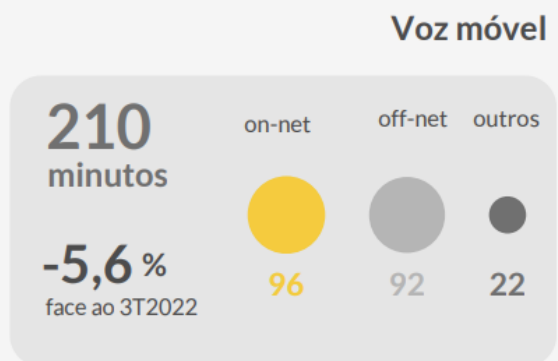 Voz móvel
210
minutos
-5,6 %
face ao 3T2022
on-net off-net outros
96 92 22